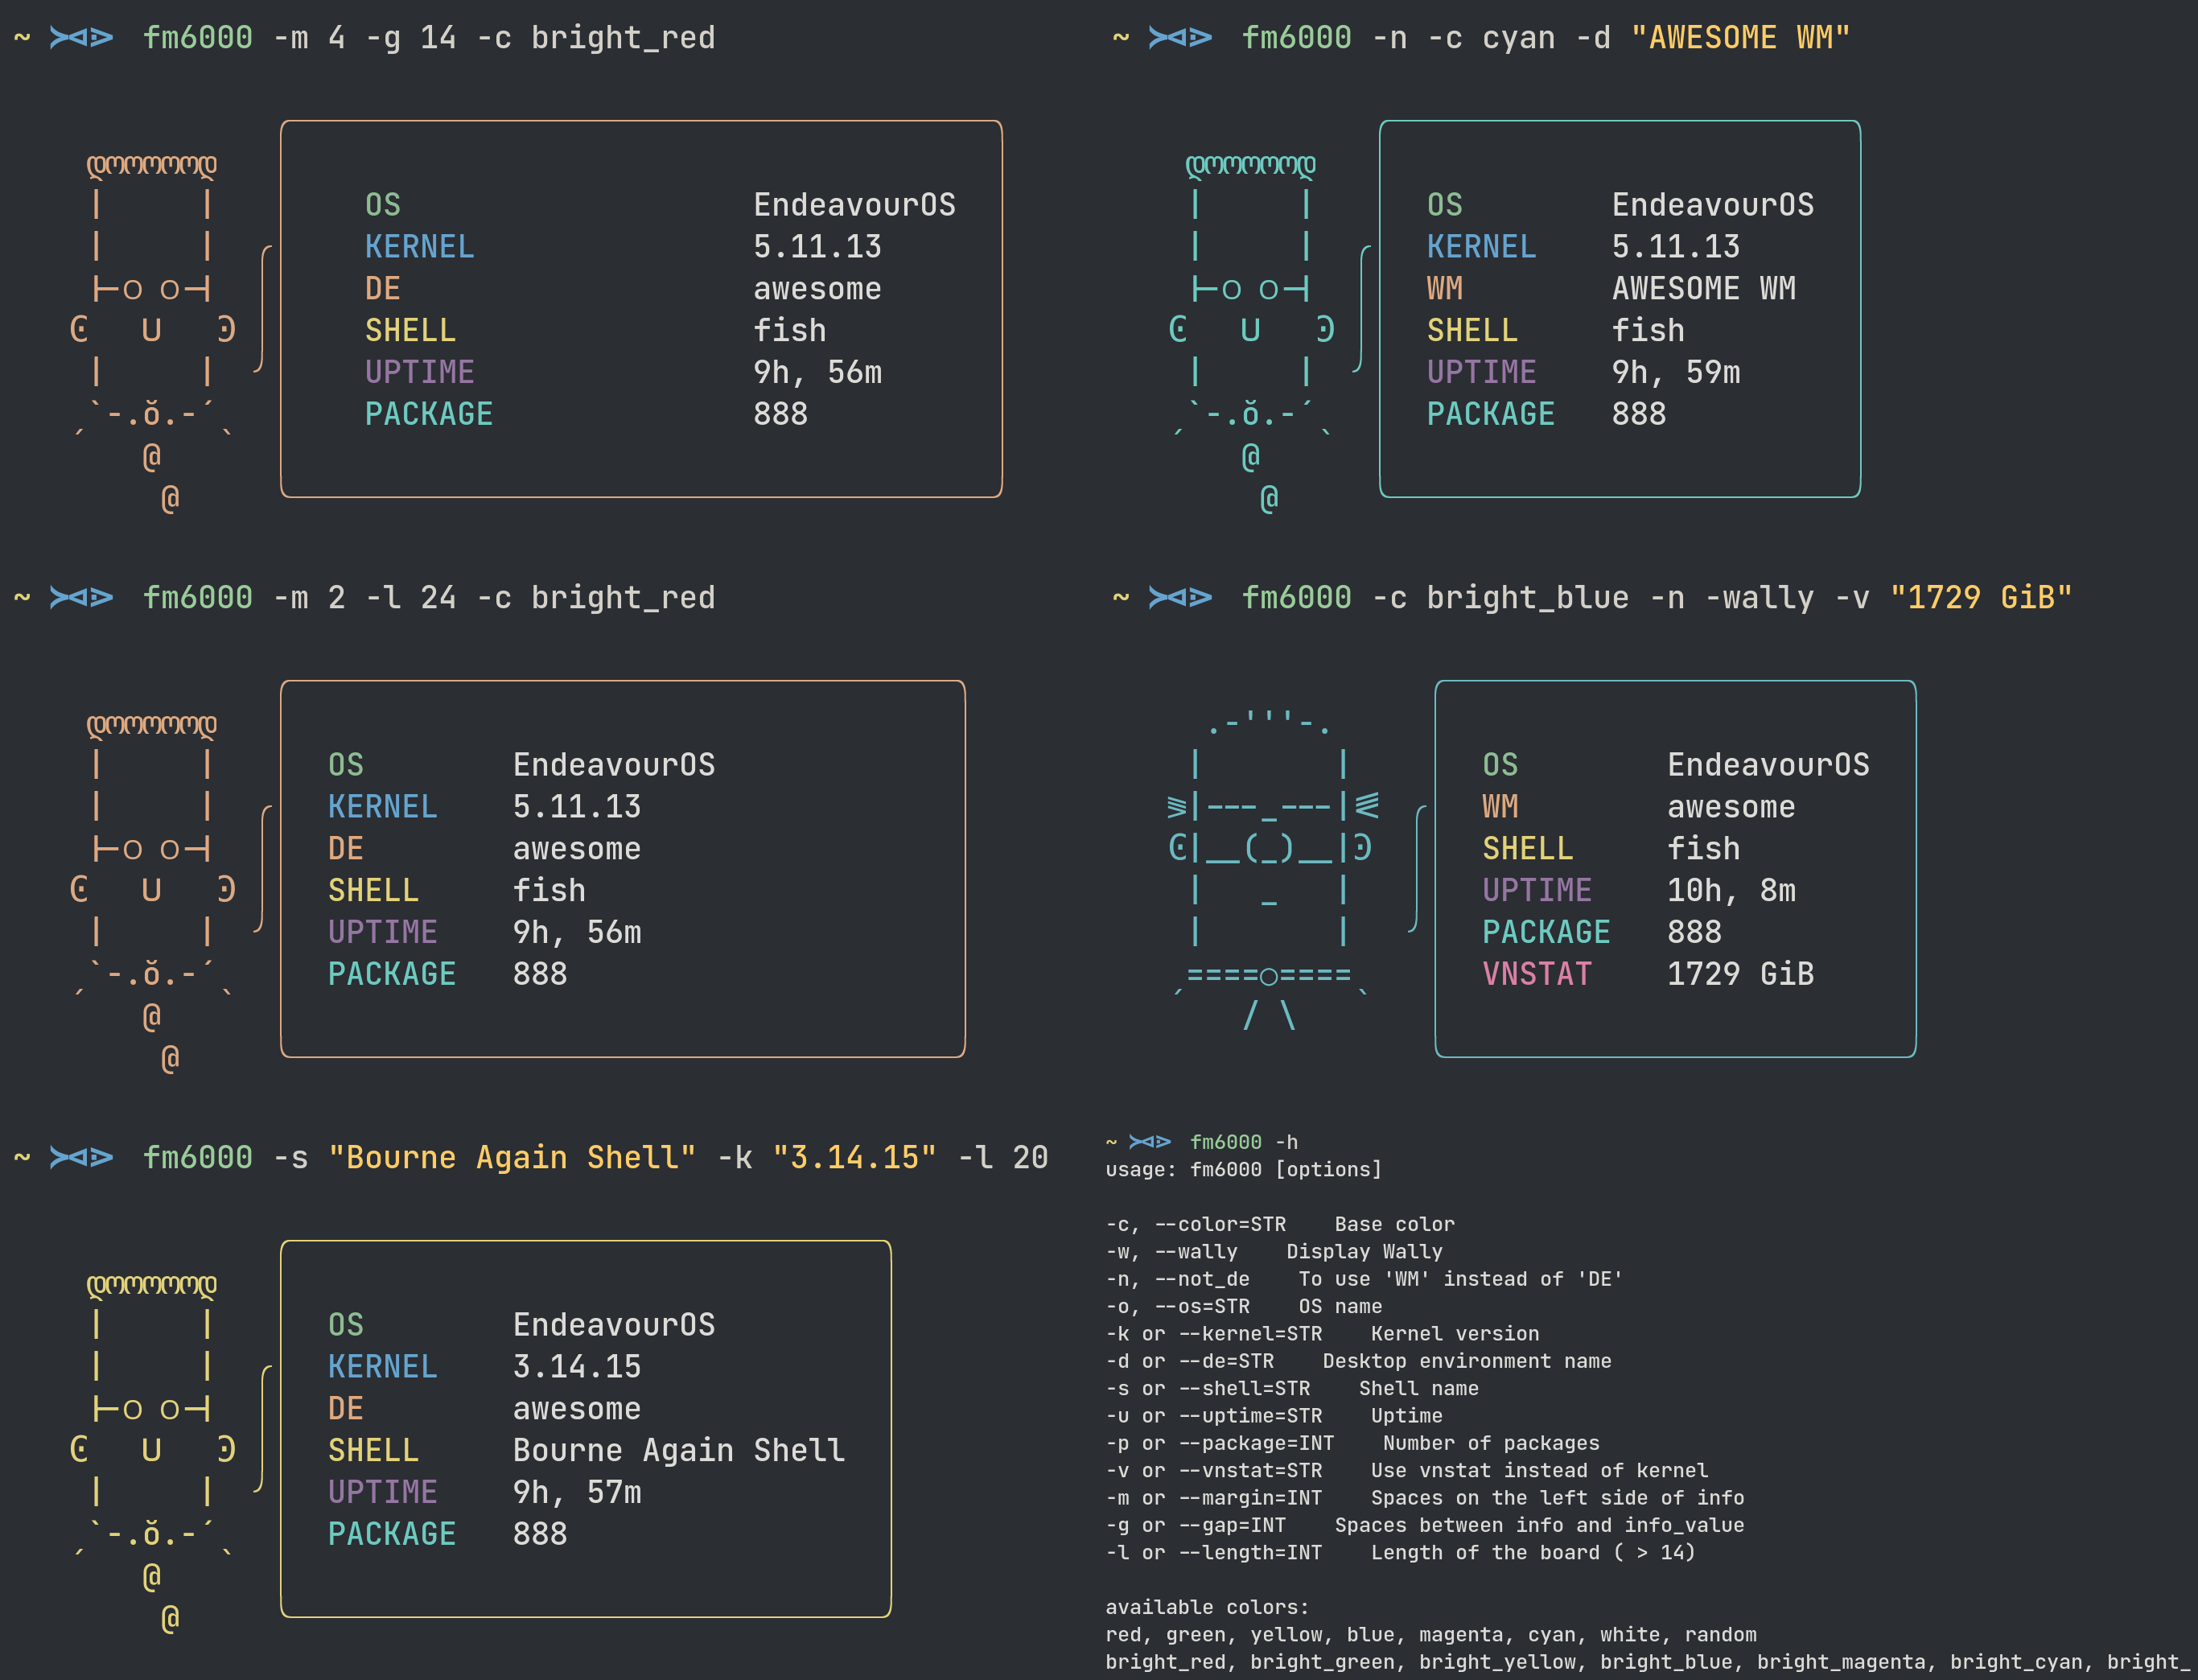 ~ fm6000 -m 4 -g 14 -c bright_red
OS EndeavourOS
KERNEL 5.11.13
DE awesome
SHELL fish
UPTIME 9h, 56m
PACKAGE 888
~ fm6000 -n -c cyan -d "AWESOME WM"
OS EndeavourOS
KERNEL 5.11.13
WM AWESOME WM
SHELL fish
UPTIME 9h, 59m
PACKAGE 888
~ fm6000 -m 2 -l 24 -c bright_red
OS EndeavourOS
KERNEL 5.11.13
DE awesome
SHELL fish
UPTIME 9h, 56m
PACKAGE 888
~ fm6000 -c bright_blue -n -wally -v "1729 GiB"
OS EndeavourOS
WM awesome
SHELL fish
UPTIME 10h, 8m
PACKAGE 888
VNSTAT 1729 GiB
~ fm6000 -s "Bourne Again Shell" -k "3.14.15" -l 20
OS EndeavourOS
KERNEL 3.14.15
DE awesome
SHELL Bourne Again Shell
UPTIME 9h, 57m
PACKAGE 888
~ fm6000 -h
usage: fm6000 [options]
-c, --color=STR Base color
-w, --wally Display Wally
-n, --not_de To use 'WM' instead of 'DE'
-o, --os=STR OS name
-k or --kernel=STR Kernel version
-d or --de=STR Desktop environment name
-s or --shell=STR Shell name
-u or --uptime=STR Uptime
-p or --package=INT Number of packages
-v or --vnstat=STR Use vnstat instead of kernel
-m or --margin=INT Spaces on the left side of info
-g or --gap=INT Spaces between info and info_value
-l or --length=INT Length of the board ( > 14)
available colors:
red, green, yellow, blue, magenta, cyan, white, random
bright_red, bright_green, bright_yellow, bright_blue, bright_magenta, bright_cyan, bright_